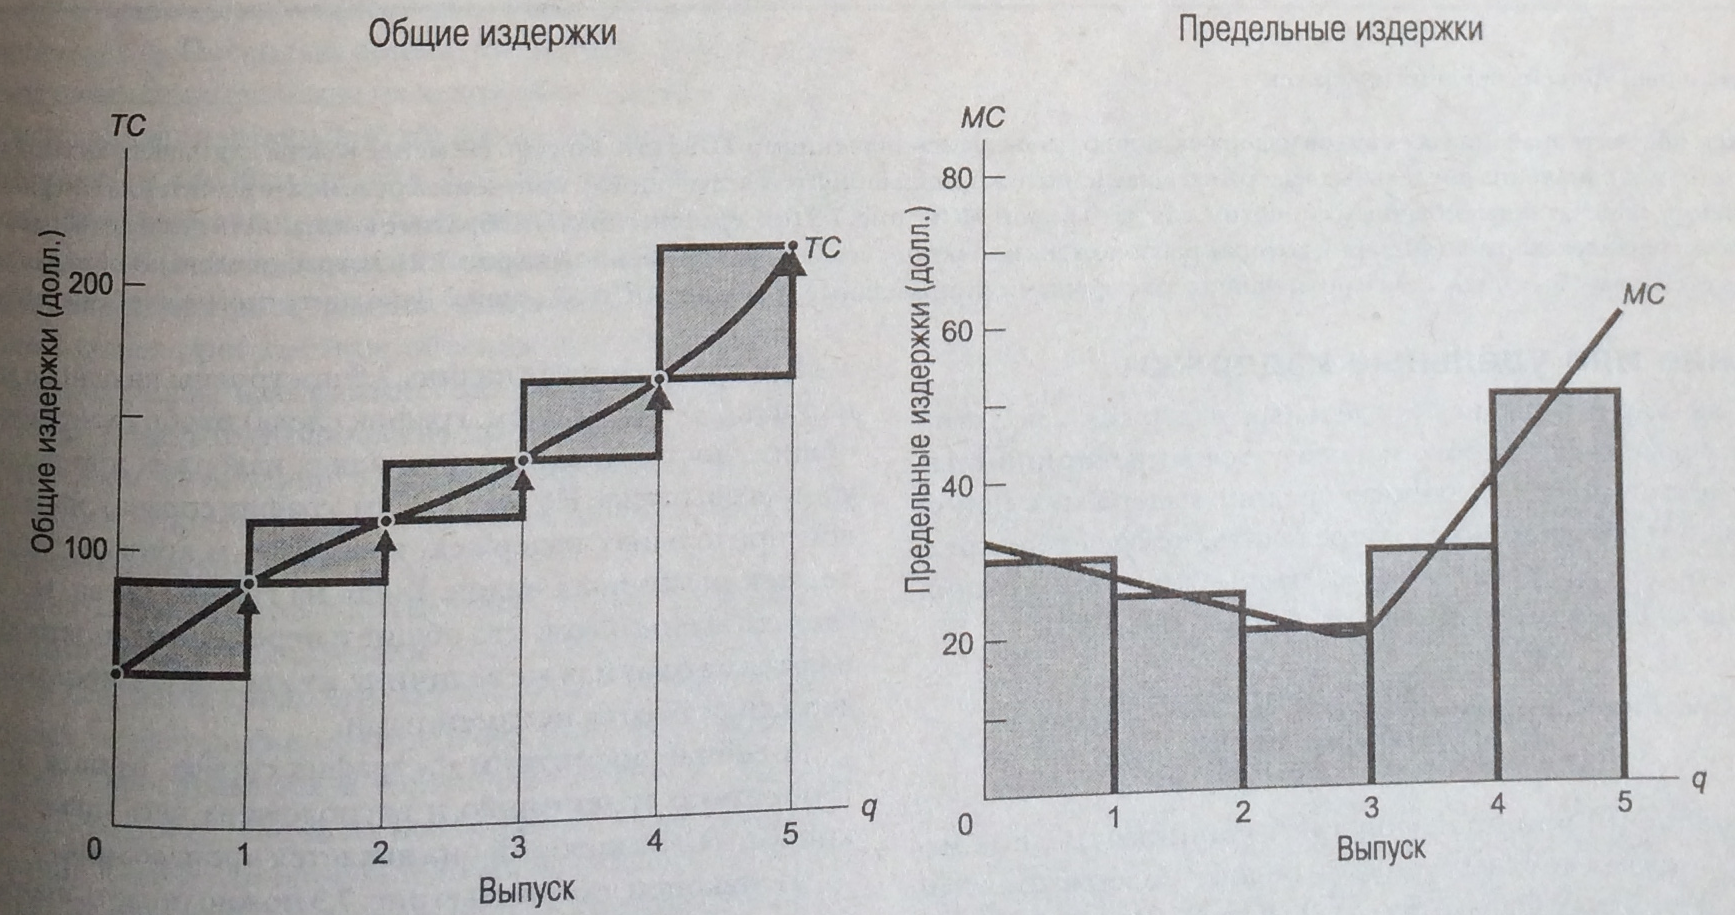 Общие издержки
Предельные издержки
TC
Общие издержки (долл.)
200
100
TC
0
1
2
3
4
5
q
Выпуск
MC
Предельные издержки (долл.)
80
60
40
20
MC
0
1
2
3
4
5
q
Выпуск